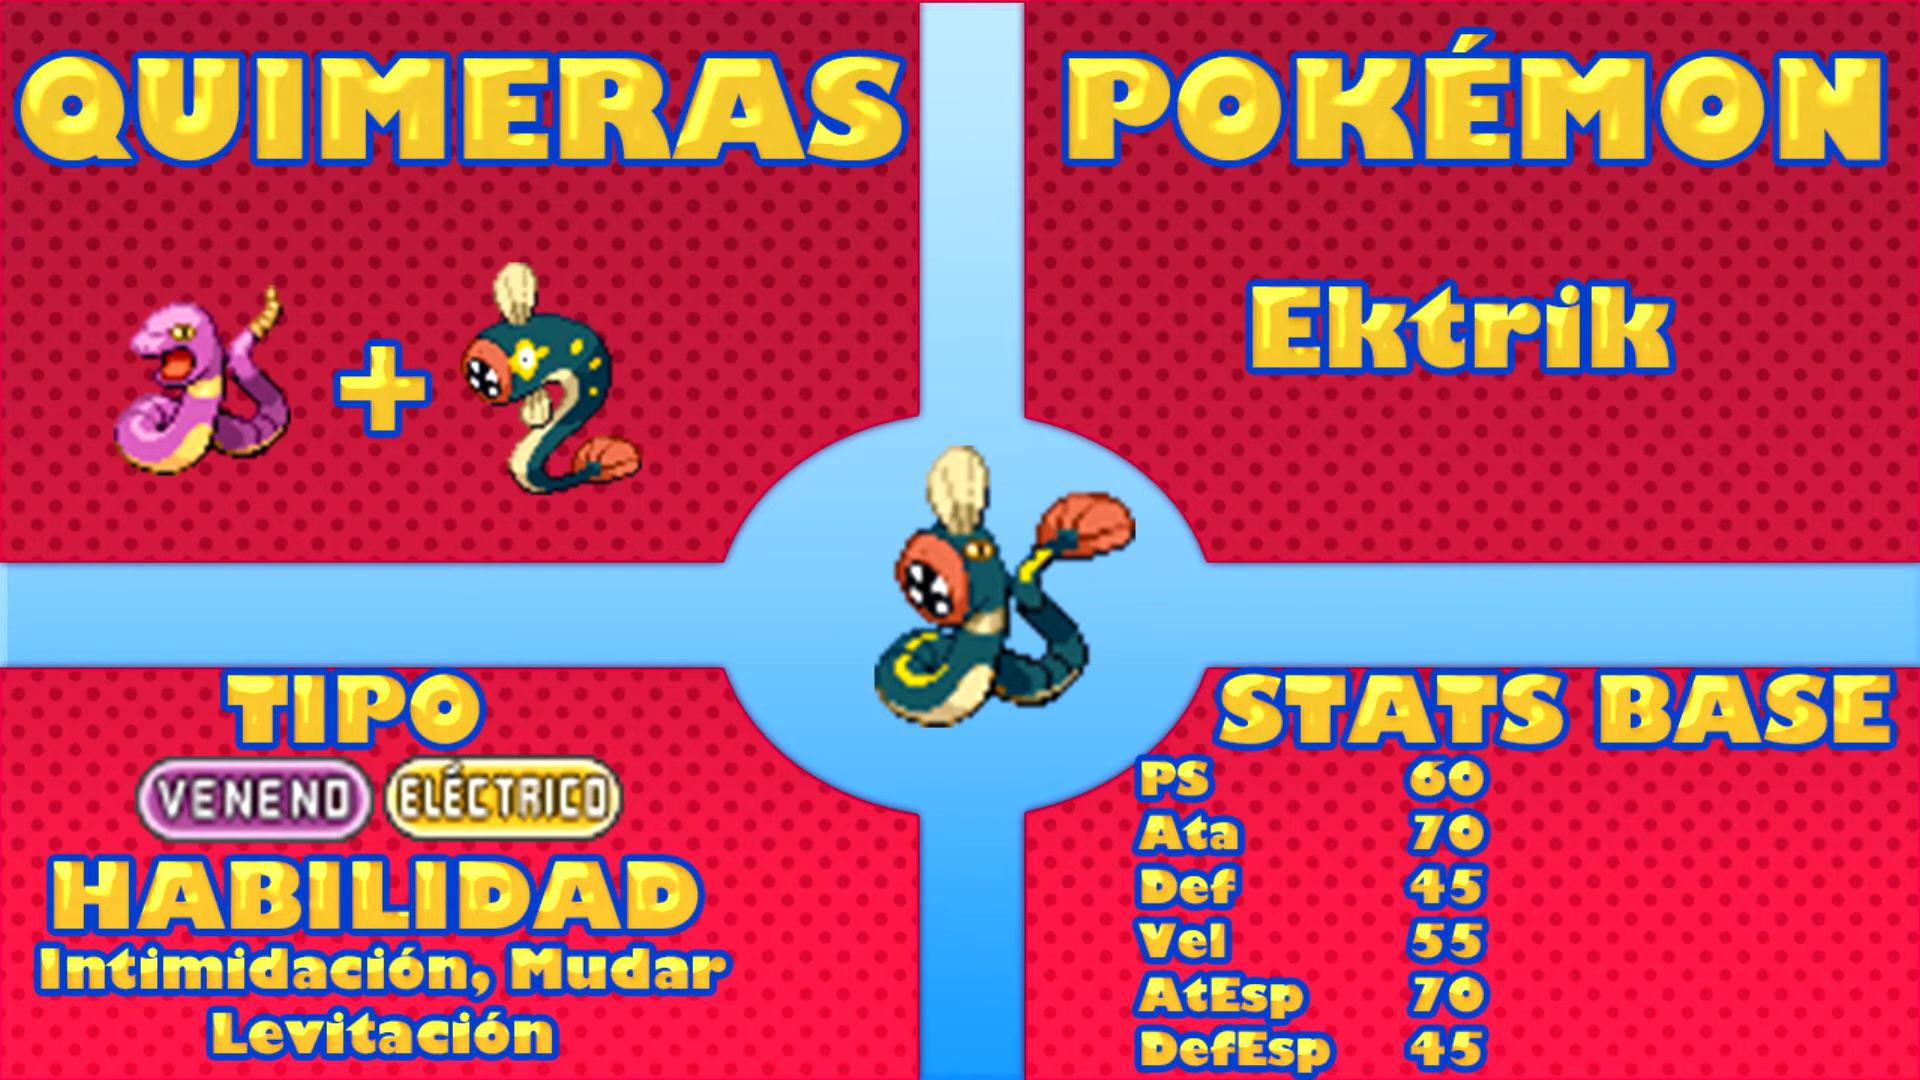 QUIMERAS
POKÉMON
+
Ektrik
TIPO
VENENO ELÉCTRICO
HABILIDAD
Intimidación, Mudar
Levitación
STATS BASE
PS 60
Ata 70
Def 45
Vel 55
AtEsp 70
DefEsp 45